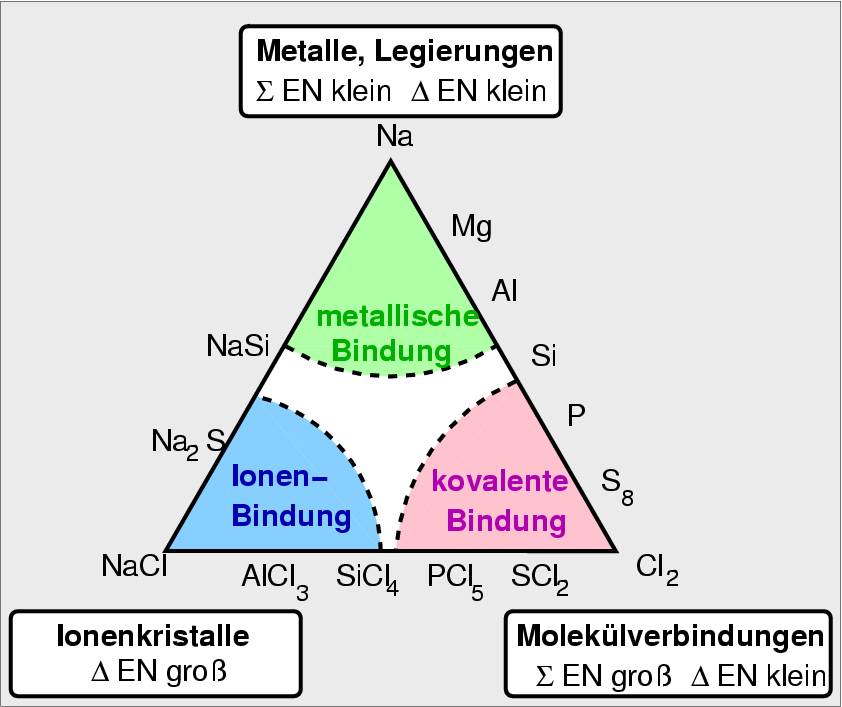 Metalle, Legierungen
Σ EN klein Δ EN klein
Na
Mg
Al
metallische
Bindung
NaSi
Si
P
Na₂ S
Ionen–
Bindung
kovalente
Bindung
S₈
NaCl
AlCl₃
SiCl₄
PCl₅
SCl₂
Cl₂
Ionenkristalle
Δ EN groß
Molekülverbindungen
Σ EN groß Δ EN klein